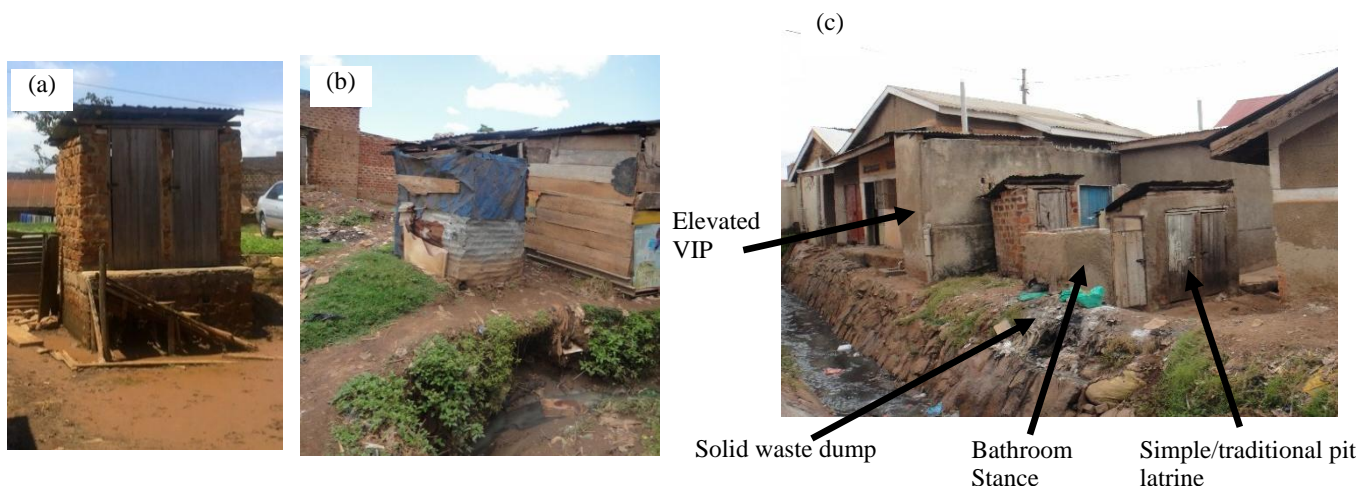 (a)
(b)
(c)
Elevated
VIP
Solid waste dump
Bathroom
Stance
Simple/traditional pit
latrine